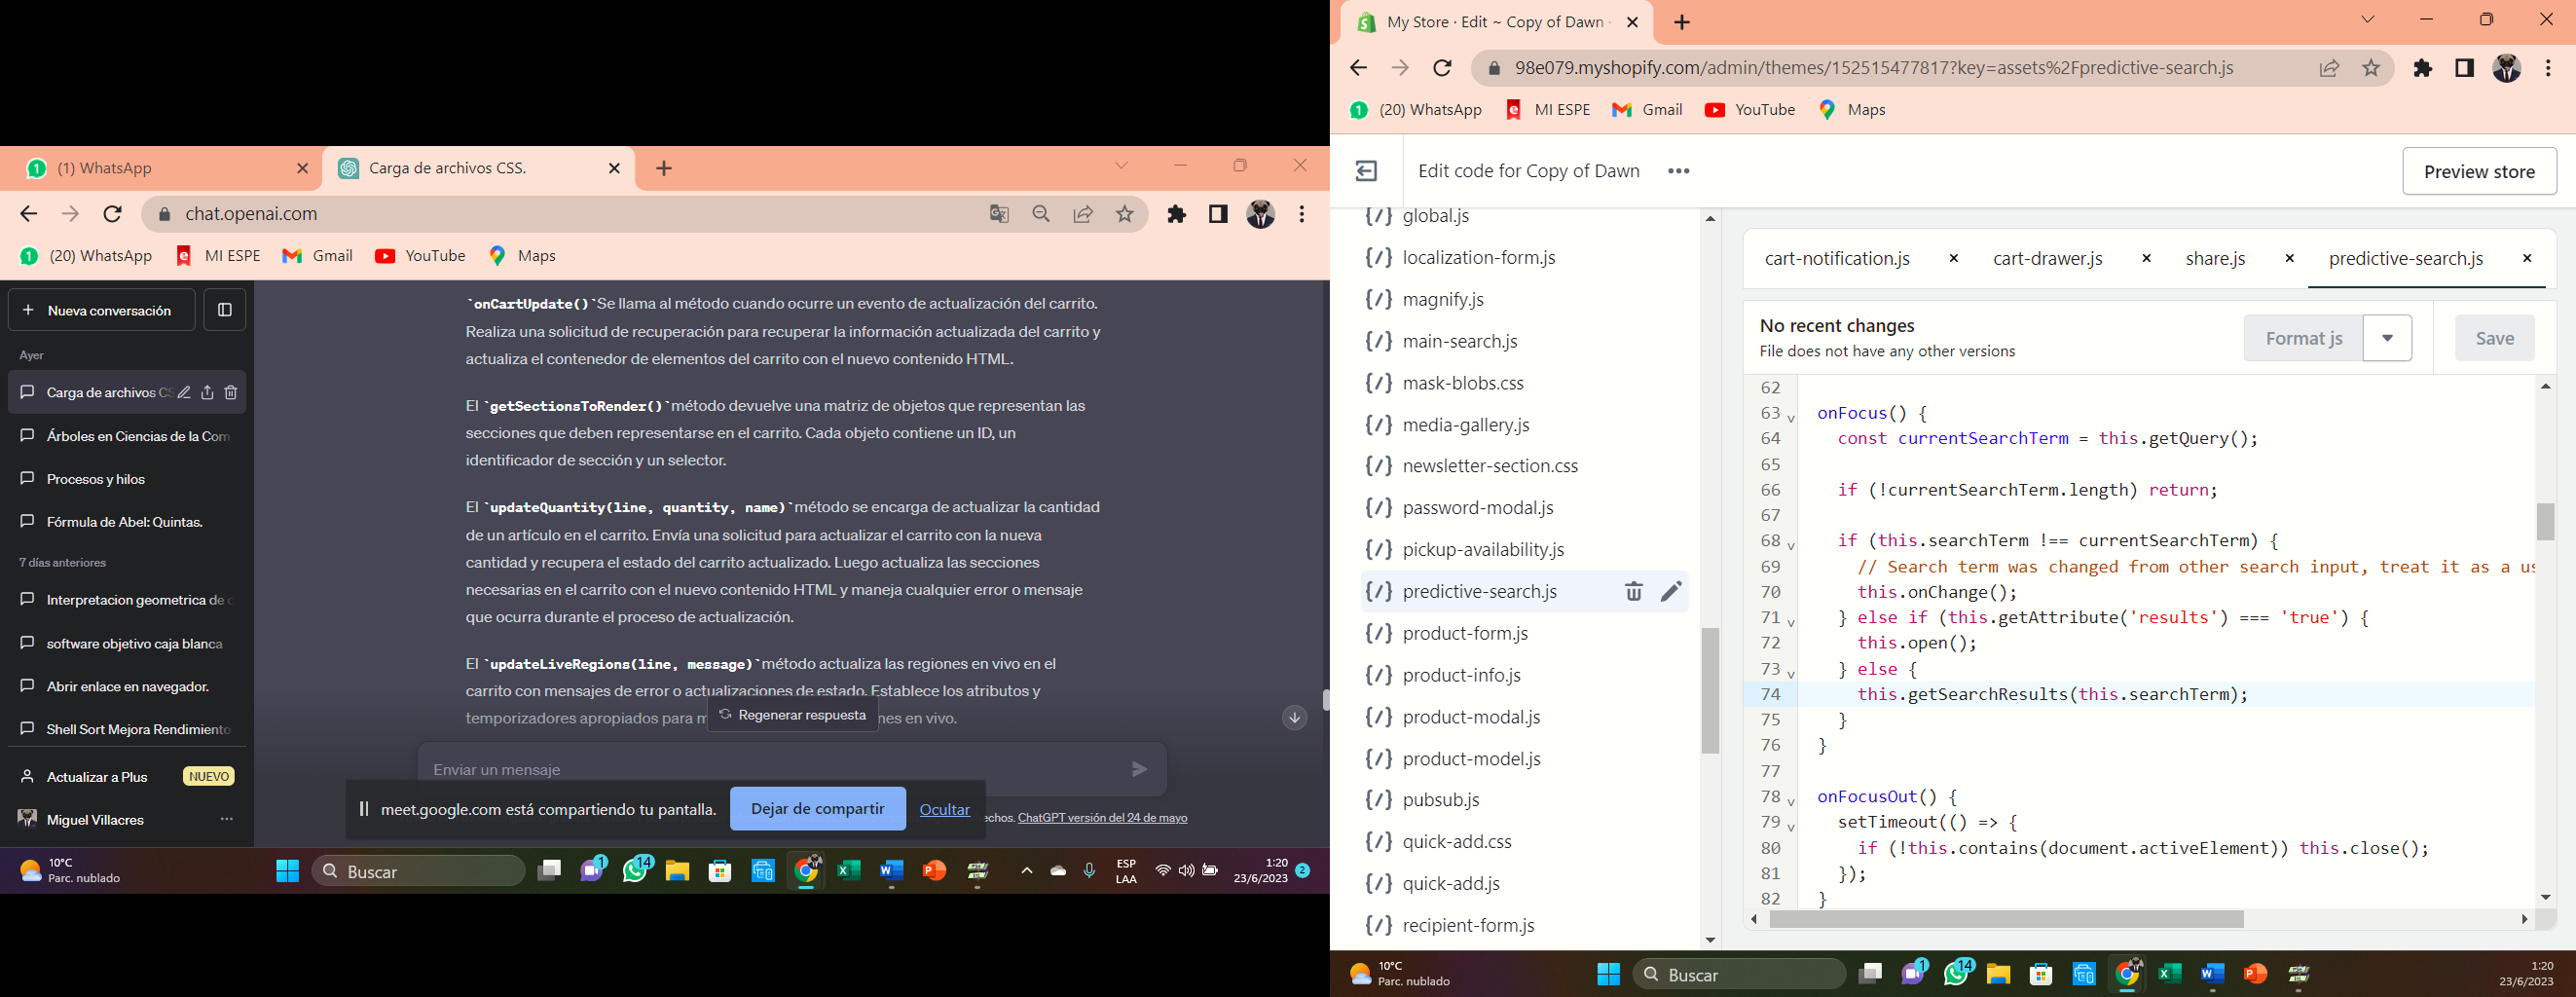 (1) WhatsApp
Carga de archivos CSS.
chat.openai.com
(20) WhatsApp
MI ESPE
Gmail
YouTube
Maps
Nueva conversación
Ayer
Carga de archivos CS
Árboles en Ciencias de la Com
Procesos y hilos
Fórmula de Abel: Quintas.
7 días anteriores
Interpretacion geometrica de c
software objetivo caja blanca
Abrir enlace en navegador.
Shell Sort Mejora Rendimiento
Actualizar a Plus
NUEVO
Miguel Villacres
`onCartUpdate()`Se llama al método cuando ocurre un evento de actualización del carrito.
Realiza una solicitud de recuperación para recuperar la información actualizada del carrito y
actualiza el contenedor de elementos del carrito con el nuevo contenido HTML.
El `getSectionsToRender()`método devuelve una matriz de objetos que representan las
secciones que deben representarse en el carrito. Cada objeto contiene un ID, un
identificador de sección y un selector.
El `updateQuantity(line, quantity, name)`método se encarga de actualizar la cantidad
de un artículo en el carrito. Envía una solicitud para actualizar el carrito con la nueva
cantidad y recupera el estado del carrito actualizado. Luego actualiza las secciones
necesarias en el carrito con el nuevo contenido HTML y maneja cualquier error o mensaje
que ocurra durante el proceso de actualización.
El `updateLiveRegions(line, message)`método actualiza las regiones en vivo en el
carrito con mensajes de error o actualizaciones de estado. Establece los atributos y
temporizadores apropiados para m
nes en vivo.
Regenerar respuesta
Enviar un mensaje
meet.google.com está compartiendo tu pantalla.
Dejar de compartir
Ocultar
echos. ChatGPT versión del 24 de mayo
10°C
Parc. nublado
Buscar
1
14
ESP
LAA
1:20
23/6/2023
2
My Store · Edit ~ Copy of Dawn ·
98e079.myshopify.com/admin/themes/152515477817?key=assets%2Fpredictive-search.js
(20) WhatsApp
MI ESPE
Gmail
YouTube
Maps
Edit code for Copy of Dawn
Preview store
{/} global.js
{/} localization-form.js
{/} magnify.js
{/} main-search.js
{/} mask-blobs.css
{/} media-gallery.js
{/} newsletter-section.css
{/} password-modal.js
{/} pickup-availability.js
{/} predictive-search.js
{/} product-form.js
{/} product-info.js
{/} product-modal.js
{/} product-model.js
{/} pubsub.js
{/} quick-add.css
{/} quick-add.js
{/} recipient-form.js
cart-notification.js
cart-drawer.js
share.js
predictive-search.js
No recent changes
File does not have any other versions
Format js
Save
62
63 onFocus() {
64 const currentSearchTerm = this.getQuery();
65
66 if (!currentSearchTerm.length) return;
67
68 if (this.searchTerm !== currentSearchTerm) {
69 // Search term was changed from other search input, treat it as a us
70 this.onChange();
71 } else if (this.getAttribute('results') === 'true') {
72 this.open();
73 } else {
74 this.getSearchResults(this.searchTerm);
75 }
76 }
77
78 onFocusOut() {
79 setTimeout(() => {
80 if (!this.contains(document.activeElement)) this.close();
81 });
82 }
10°C
Parc. nublado
Buscar
1
14
1:20
23/6/2023